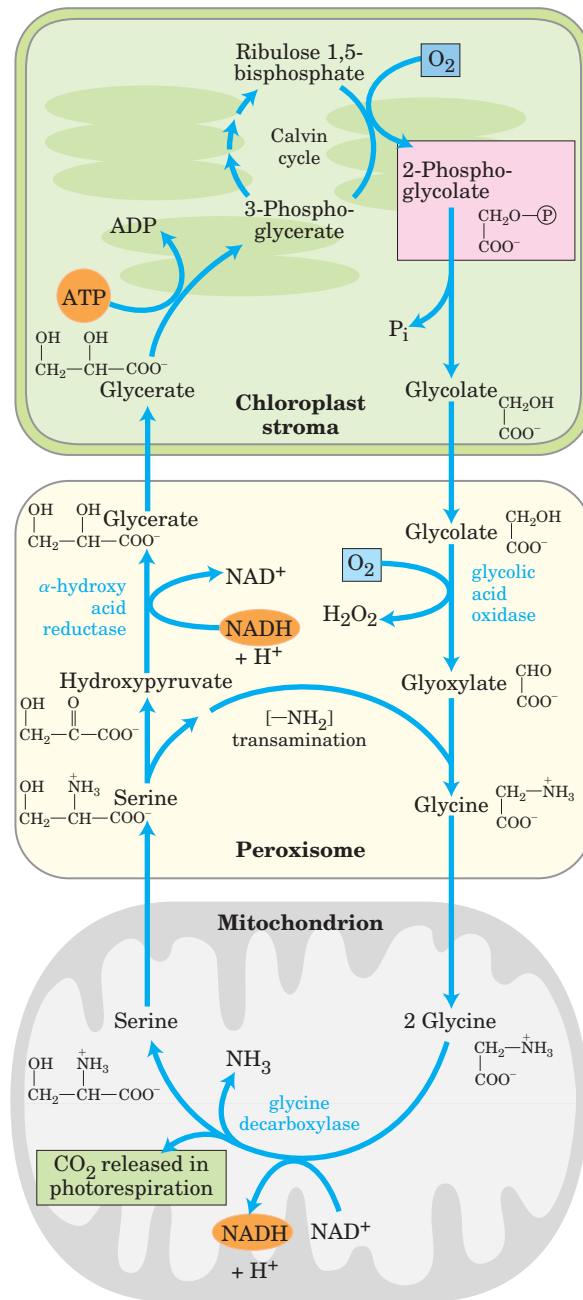 Ribulose 1,5-
bisphosphate
O₂
Calvin
cycle
2-Phospho-
glycolate
CH₂O—Ⓟ
COO⁻
3-Phospho-
glycerate
ADP
ATP
Pᵢ
OH OH
CH₂—CH—COO⁻
Glycerate
Glycolate
CH₂OH
COO⁻
Chloroplast
stroma
OH OH
CH₂—CH—COO⁻
Glycerate
Glycolate
CH₂OH
COO⁻
α-hydroxy
acid
reductase
NAD⁺
NADH
+ H⁺
O₂
H₂O₂
glycolic
acid
oxidase
Hydroxypyruvate
OH O
CH₂—C—COO⁻
Glyoxylate
CHO
COO⁻
[—NH₂]
transamination
OH +NH₃
CH₂—CH—COO⁻
Serine
Glycine
CH₂—+NH₃
COO⁻
Peroxisome
Mitochondrion
Serine
OH +NH₃
CH₂—CH—COO⁻
2 Glycine
CH₂—+NH₃
COO⁻
NH₃
glycine
decarboxylase
CO₂ released in
photorespiration
NADH
+ H⁺
NAD⁺